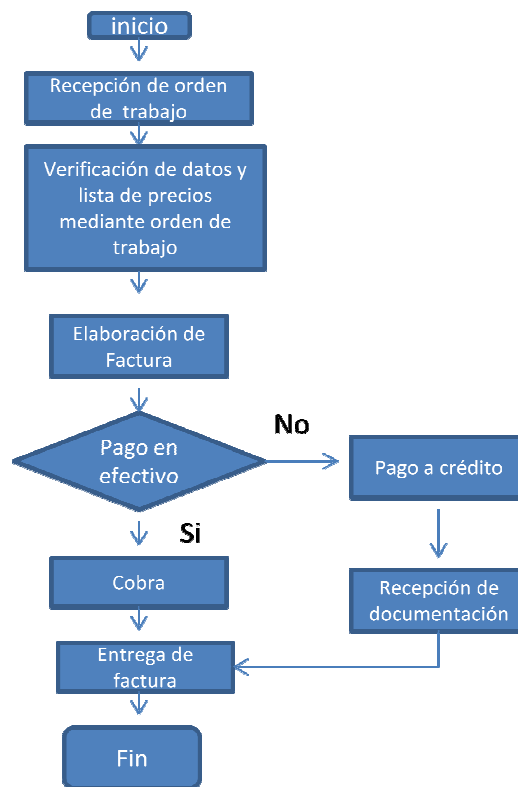 inicio
Recepción de orden
de trabajo
Verificación de datos y
lista de precios
mediante orden de
trabajo
Elaboración de
Factura
Pago en
efectivo
No
Pago a crédito
Si
Cobra
Recepción de
documentación
Entrega de
factura
Fin